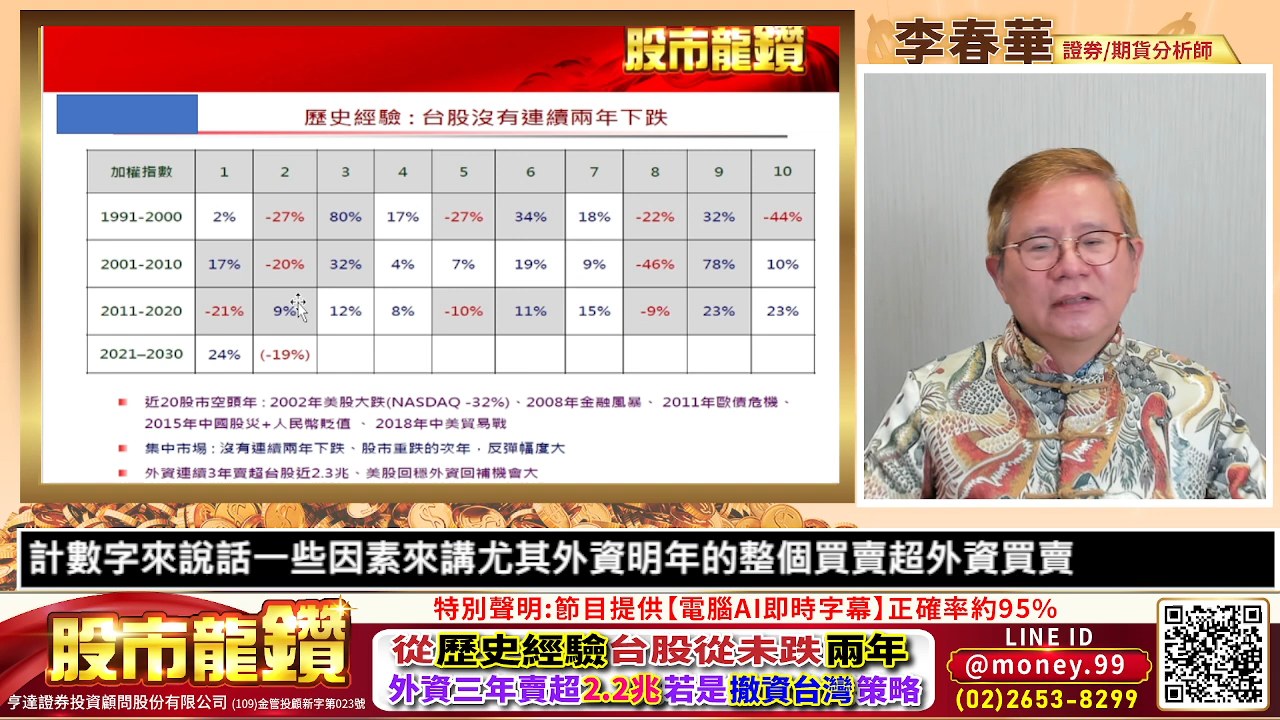 股市龍鑽
李春華 證券/期貨分析師
歷史經驗:台股沒有連續兩年下跌
加權指數 1 2 3 4 5 6 7 8 9 10
1991-2000 2% -27% 80% 17% -27% 34% 18% -22% 32% -44%
2001-2010 17% -20% 32% 4% 7% 19% 9% -46% 78% 10%
2011-2020 -21% 9% 12% 8% -10% 11% 15% -9% 23% 23%
2021–2030 24% (-19%)
近20股市空頭年:2002年美股大跌(NASDAQ -32%)、2008年金融風暴、2011年歐債危機、
2015年中國股災+人民幣貶值、2018年中美貿易戰
集中市場:沒有連續兩年下跌、股市重跌的次年,反彈幅度大
外資連續3年賣超台股近2.3兆、美股回穩外資回補機會大
計數字來說話一些因素來講尤其外資明年的整個買賣超外資買賣
特別聲明:節目提供【電腦AI即時字幕】正確率約95%
股市龍鑽
亨達證券投資顧問股份有限公司 (109)金管投顧新字第023號
從歷史經驗台股從未跌兩年
外資三年賣超2.2兆若是撤資台灣策略
LINE ID
@money.99
(02)2653-8299